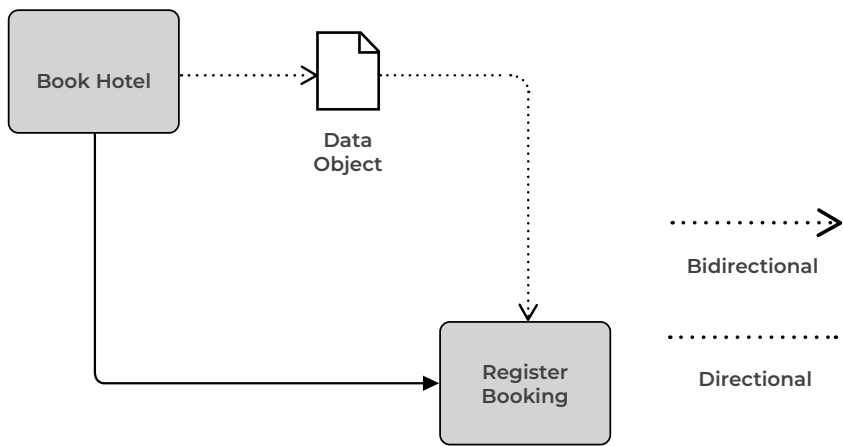 Book Hotel
Data
Object
Bidirectional
Register
Booking
Directional